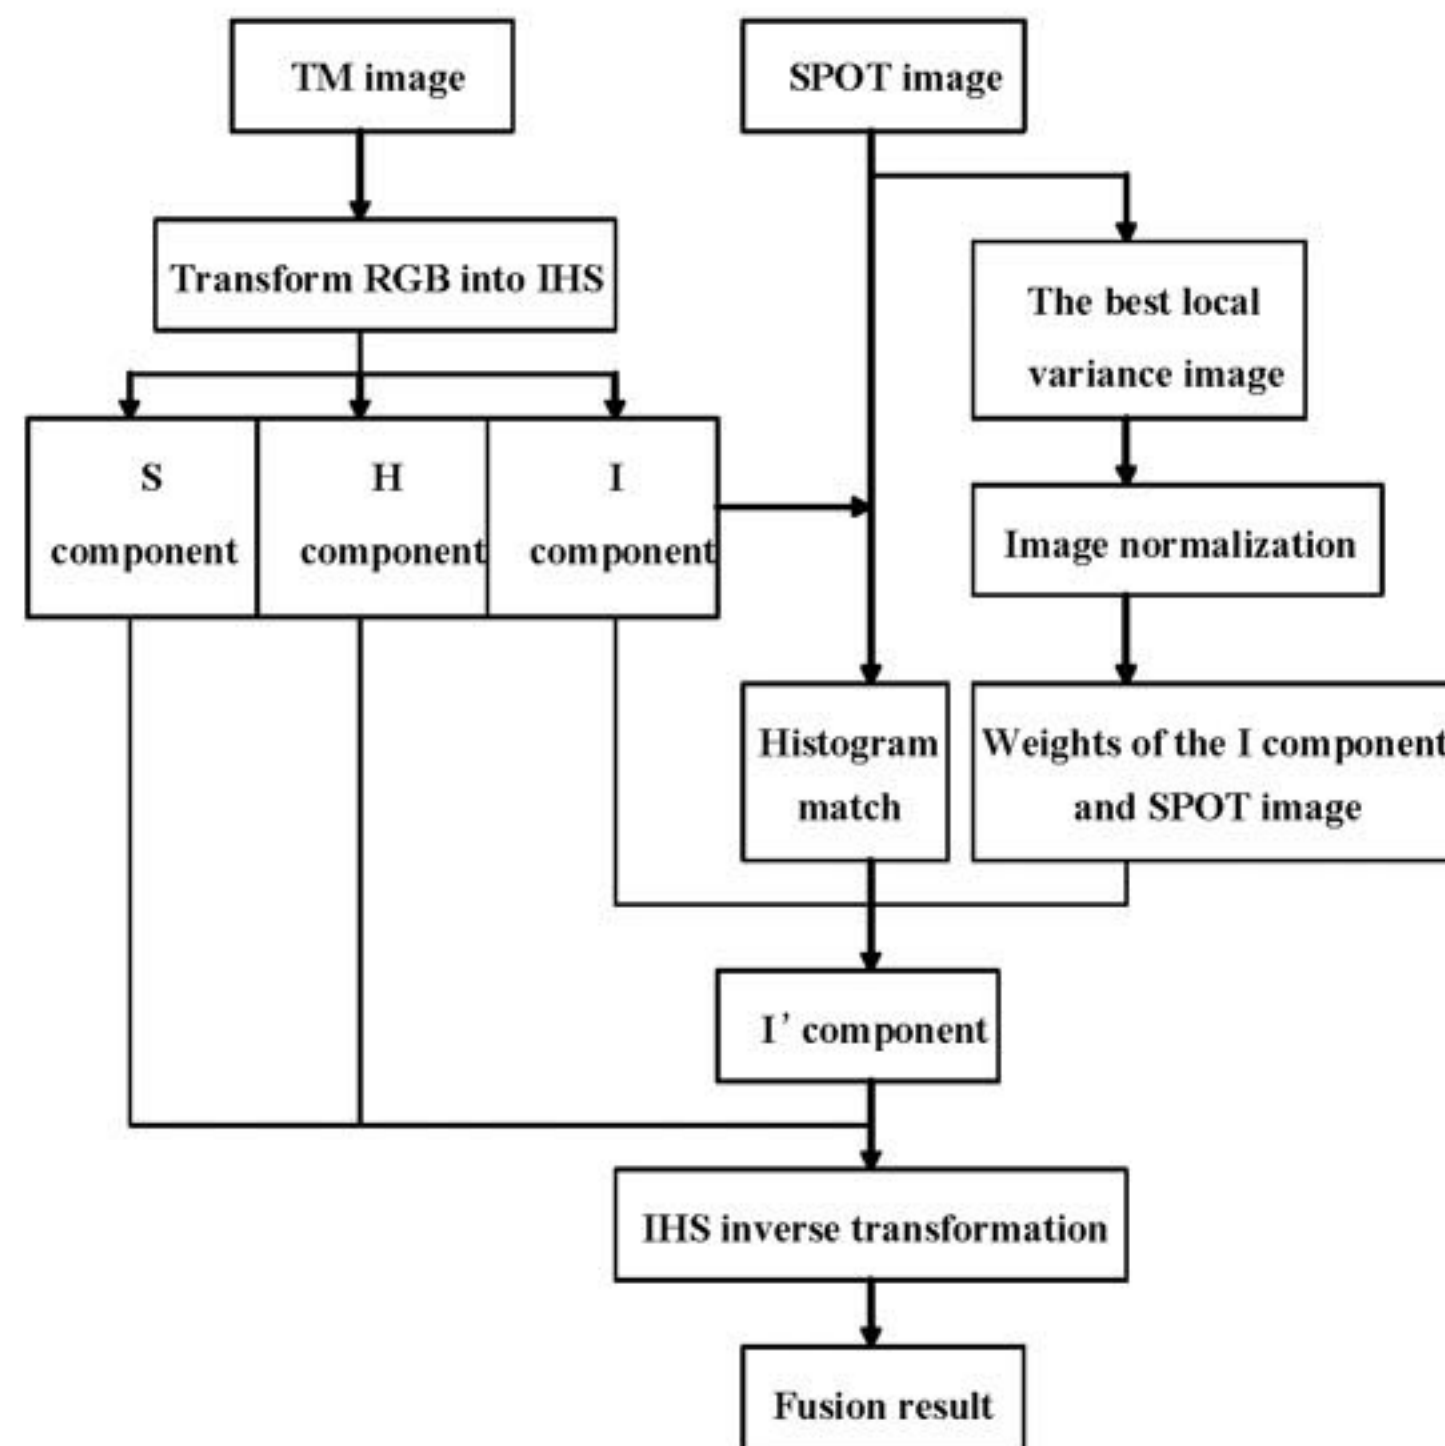 TM image
SPOT image
Transform RGB into IHS
The best local
variance image
S
component
H
component
I
component
Image normalization
Histogram
match
Weights of the I component
and SPOT image
I’ component
IHS inverse transformation
Fusion result